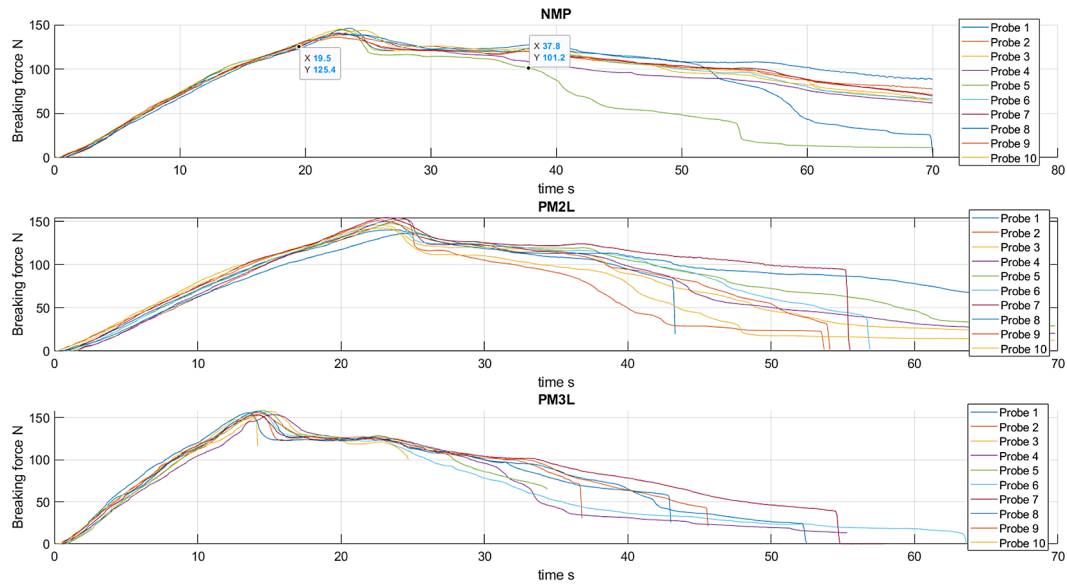 NMP
Breaking force N
150
100
50
0
X 19.5
Y 125.4
X 37.8
Y 101.2
Probe 1
Probe 2
Probe 3
Probe 4
Probe 5
Probe 6
Probe 7
Probe 8
Probe 9
Probe 10
0 10 20 30 40 50 60 70 80
time s
PM2L
Breaking force N
150
100
50
0
Probe 1
Probe 2
Probe 3
Probe 4
Probe 5
Probe 6
Probe 7
Probe 8
Probe 9
Probe 10
0 10 20 30 40 50 60 70
time s
PM3L
Breaking force N
150
100
50
0
Probe 1
Probe 2
Probe 3
Probe 4
Probe 5
Probe 6
Probe 7
Probe 8
Probe 9
Probe 10
0 10 20 30 40 50 60 70
time s